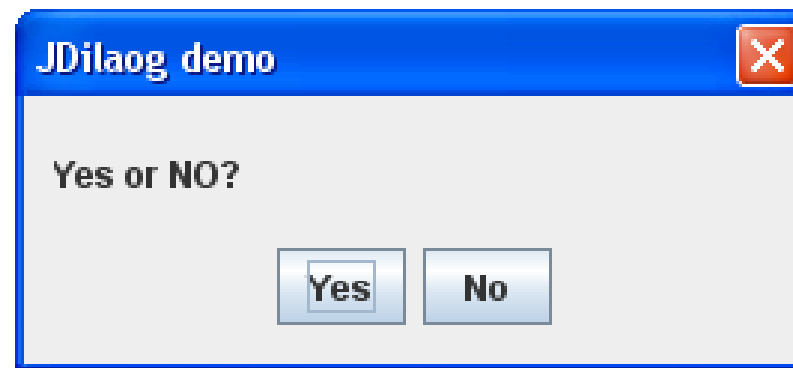 JDilaog demo
Yes or NO?
Yes No